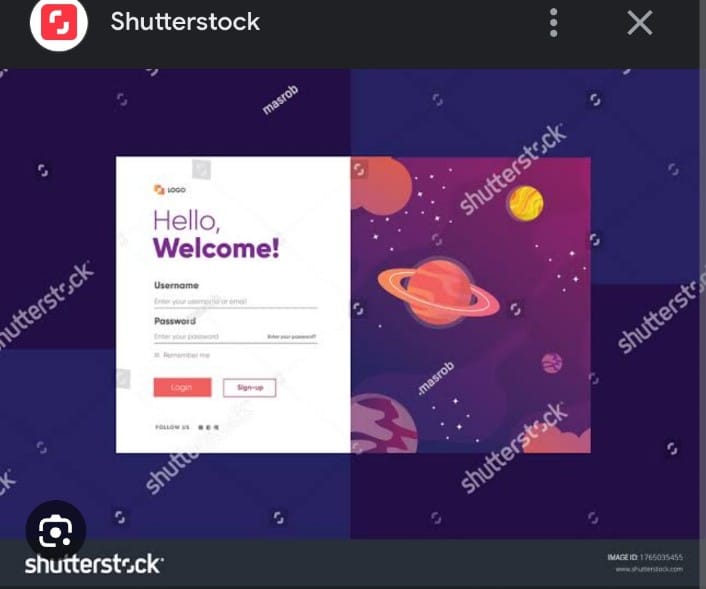 Shutterstock
masrob
shutterstock
LOGO
Hello,
Welcome!
Username
Enter your username or email
Password
Enter your password
Enter your password?
Remember me
Login
Sign-up
FOLLOW US
shutterstock
shutterstock
masrob
shutterstock
shutterstock
shutterstock
IMAGE ID: 1765035455
www.shutterstock.com